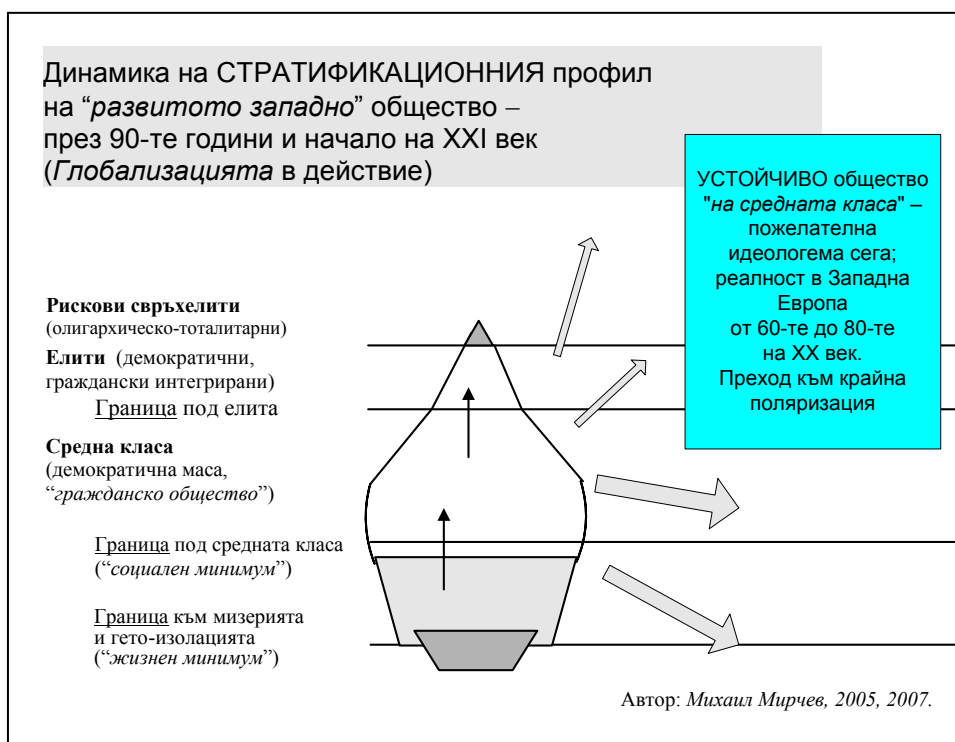 Динамика на СТРАТИФИКАЦИОННИЯ профил
на “развитото западно” общество –
през 90-те години и начало на XXI век
(Глобализацията в действие)
УСТОЙЧИВО общество
"на средната класа" –
пожелателна
идеологема сега;
реалност в Западна
Европа
от 60-те до 80-те
на XX век.
Преход към крайна
поляризация
Рискови свръхелити
(олигархическо-тоталитарни)
Елити (демократични,
граждански интегрирани)
Граница под елита
Средна класа
(демократична маса,
“гражданско общество”)
Граница под средната класа
(“социален минимум”)
Граница към мизерията
и гето-изолацията
(“жизнен минимум”)
Автор: Михаил Мирчев, 2005, 2007.